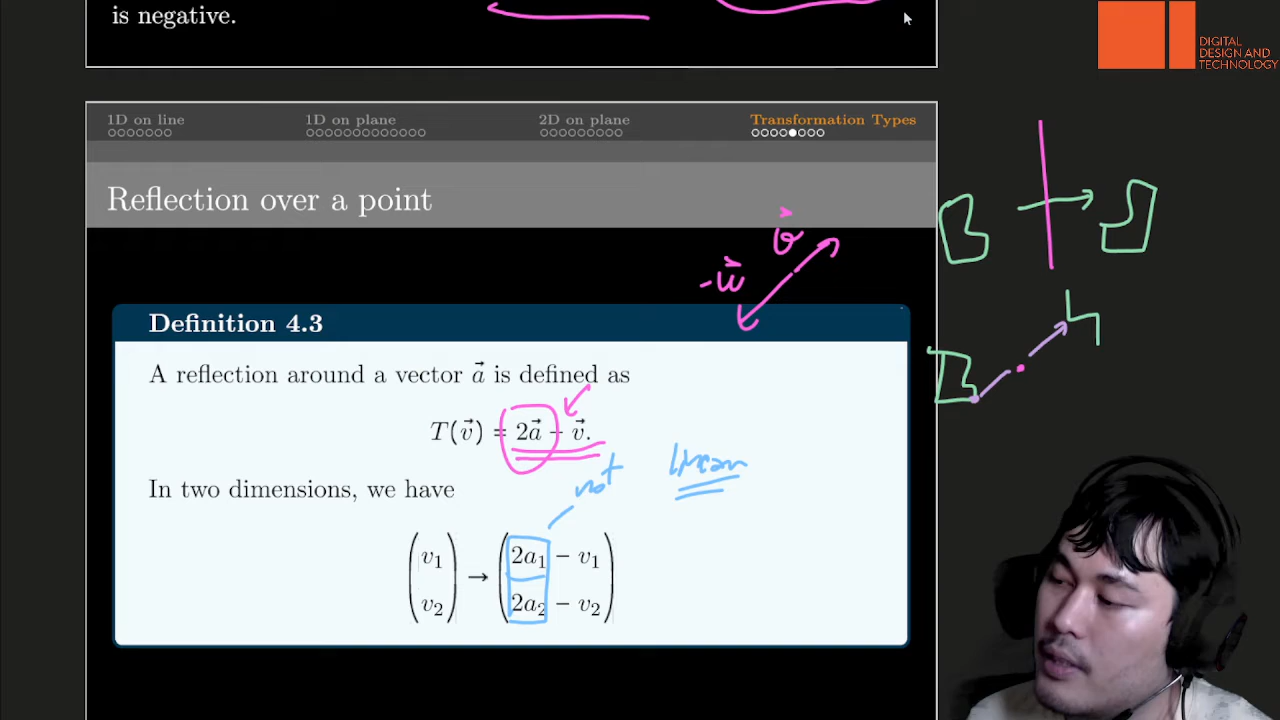 is negative.
DIGITAL
DESIGN AND
TECHNOLOGY
1D on line 1D on plane 2D on plane Transformation Types
Reflection over a point
Definition 4.3
A reflection around a vector a⃗ is defined as
T(v⃗) = 2a⃗ − v⃗.
not linear
In two dimensions, we have
(v₁) → (2a₁ − v₁)
(v₂) (2a₂ − v₂)